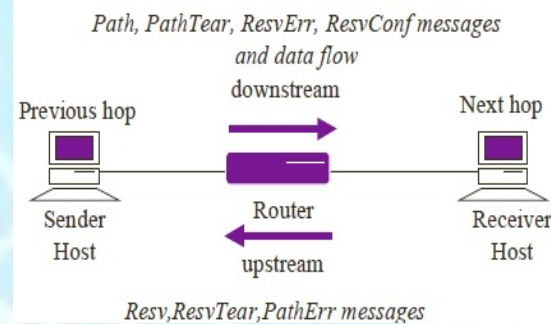 Path, PathTear, ResvErr, ResvConf messages
and data flow
downstream
Previous hop
Next hop
Sender
Host
Router
Receiver
Host
upstream
Resv,ResvTear,PathErr messages